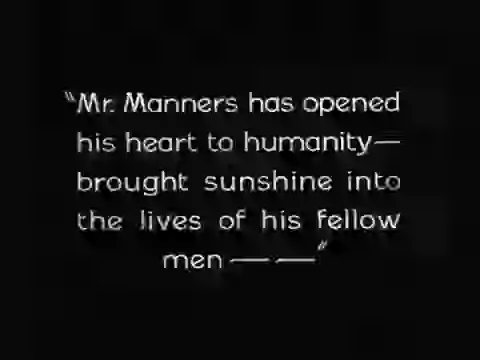 "Mr. Manners has opened
his heart to humanity—
brought sunshine into
the lives of his fellow
men — —"